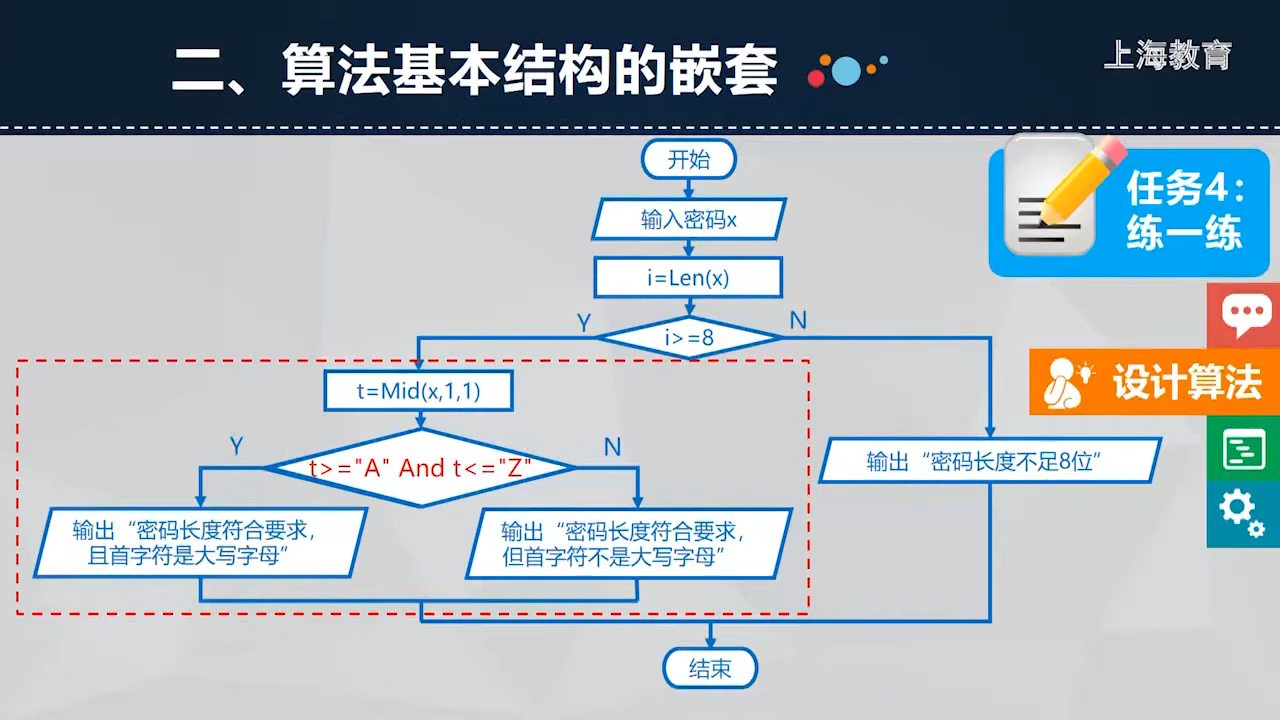 二、算法基本结构的嵌套
上海教育
任务4：
练一练
开始
输入密码x
i=Len(x)
Y
N
i>=8
t=Mid(x,1,1)
设计算法
Y
N
t>="A" And t<="Z"
输出“密码长度不足8位”
输出“密码长度符合要求，
且首字符是大写字母”
输出“密码长度符合要求，
但首字符不是大写字母”
结束